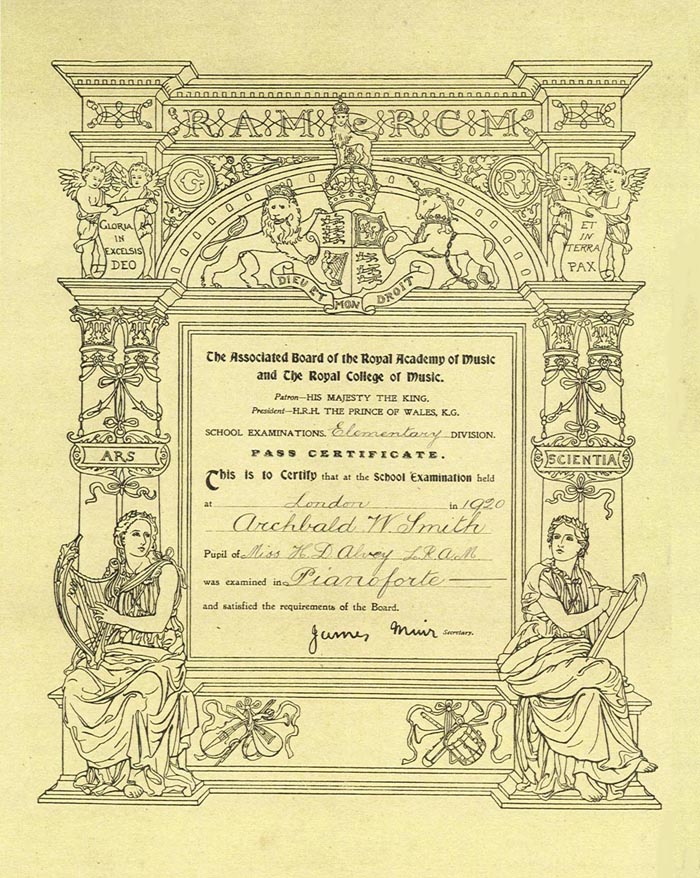 R·A·M· R·C·M
G RI
GLORIA
IN
EXCELSIS
DEO
ET
IN
TERRA
PAX
DIEU ET MON DROIT
The Associated Board of the Royal Academy of Music
and The Royal College of Music.
Patron—HIS MAJESTY THE KING.
President—H.R.H. THE PRINCE OF WALES, K.G.
SCHOOL EXAMINATIONS. Elementary DIVISION.
PASS CERTIFICATE.
This is to Certify that at the School Examination held
at London in 1920
Archbald W Smith
Pupil of Miss H D Alvey L.R.A.M
was examined in Pianoforte
and satisfied the requirements of the Board.
James Muir Secretary.
ARS
SCIENTIA